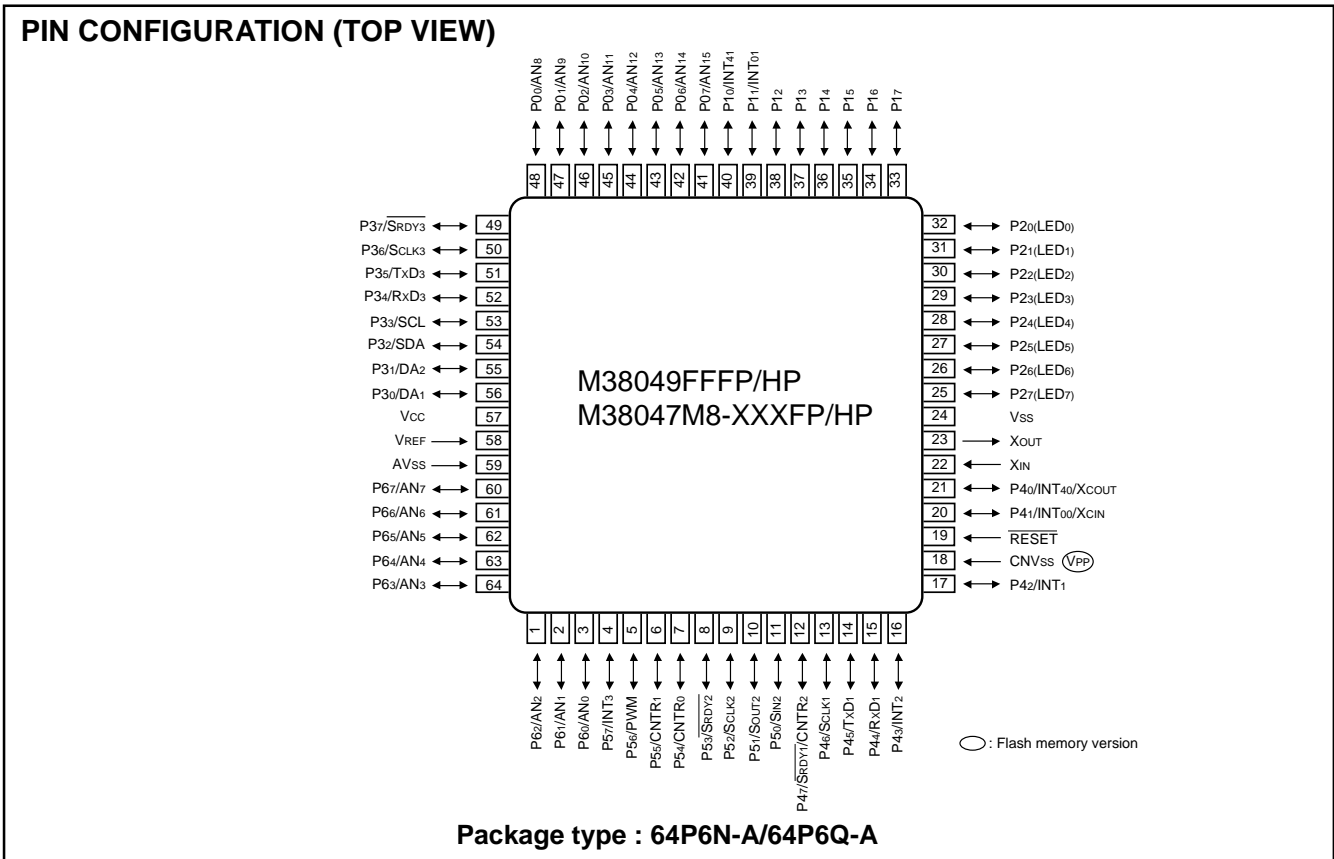 PIN CONFIGURATION (TOP VIEW)
P00/AN8
P01/AN9
P02/AN10
P03/AN11
P04/AN12
P05/AN13
P06/AN14
P07/AN15
P10/INT41
P11/INT01
P12
P13
P14
P15
P16
P17
48 47 46 45 44 43 42 41 40 39 38 37 36 35 34 33
P37/SRDY3 49
P36/SCLK3 50
P35/TXD3 51
P34/RXD3 52
P33/SCL 53
P32/SDA 54
P31/DA2 55
P30/DA1 56
VCC 57
VREF 58
AVSS 59
P67/AN7 60
P66/AN6 61
P65/AN5 62
P64/AN4 63
P63/AN3 64
M38049FFFP/HP
M38047M8-XXXFP/HP
32 P20(LED0)
31 P21(LED1)
30 P22(LED2)
29 P23(LED3)
28 P24(LED4)
27 P25(LED5)
26 P26(LED6)
25 P27(LED7)
24 VSS
23 XOUT
22 XIN
21 P40/INT40/XCOUT
20 P41/INT00/XCIN
19 RESET
18 CNVSS VPP
17 P42/INT1
1 2 3 4 5 6 7 8 9 10 11 12 13 14 15 16
P62/AN2
P61/AN1
P60/AN0
P57/INT3
P56/PWM
P55/CNTR1
P54/CNTR0
P53/SRDY2
P52/SCLK2
P51/SOUT2
P50/SIN2
P47/SRDY1/CNTR2
P46/SCLK1
P45/TXD1
P44/RXD1
P43/INT2
: Flash memory version
Package type : 64P6N-A/64P6Q-A